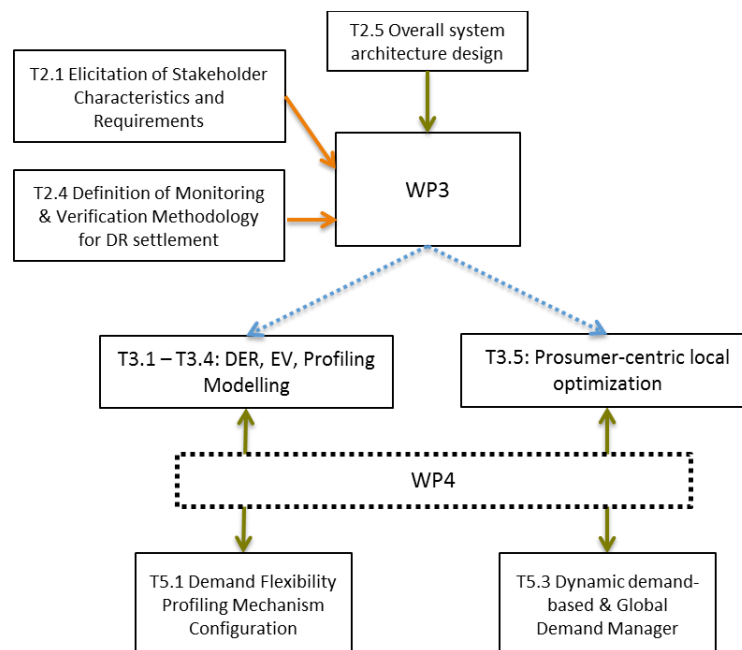 T2.5 Overall system
architecture design
T2.1 Elicitation of Stakeholder
Characteristics and
Requirements
WP3
T2.4 Definition of Monitoring
& Verification Methodology
for DR settlement
T3.1 – T3.4: DER, EV, Profiling
Modelling
T3.5: Prosumer-centric local
optimization
WP4
T5.1 Demand Flexibility
Profiling Mechanism
Configuration
T5.3 Dynamic demand-
based & Global
Demand Manager